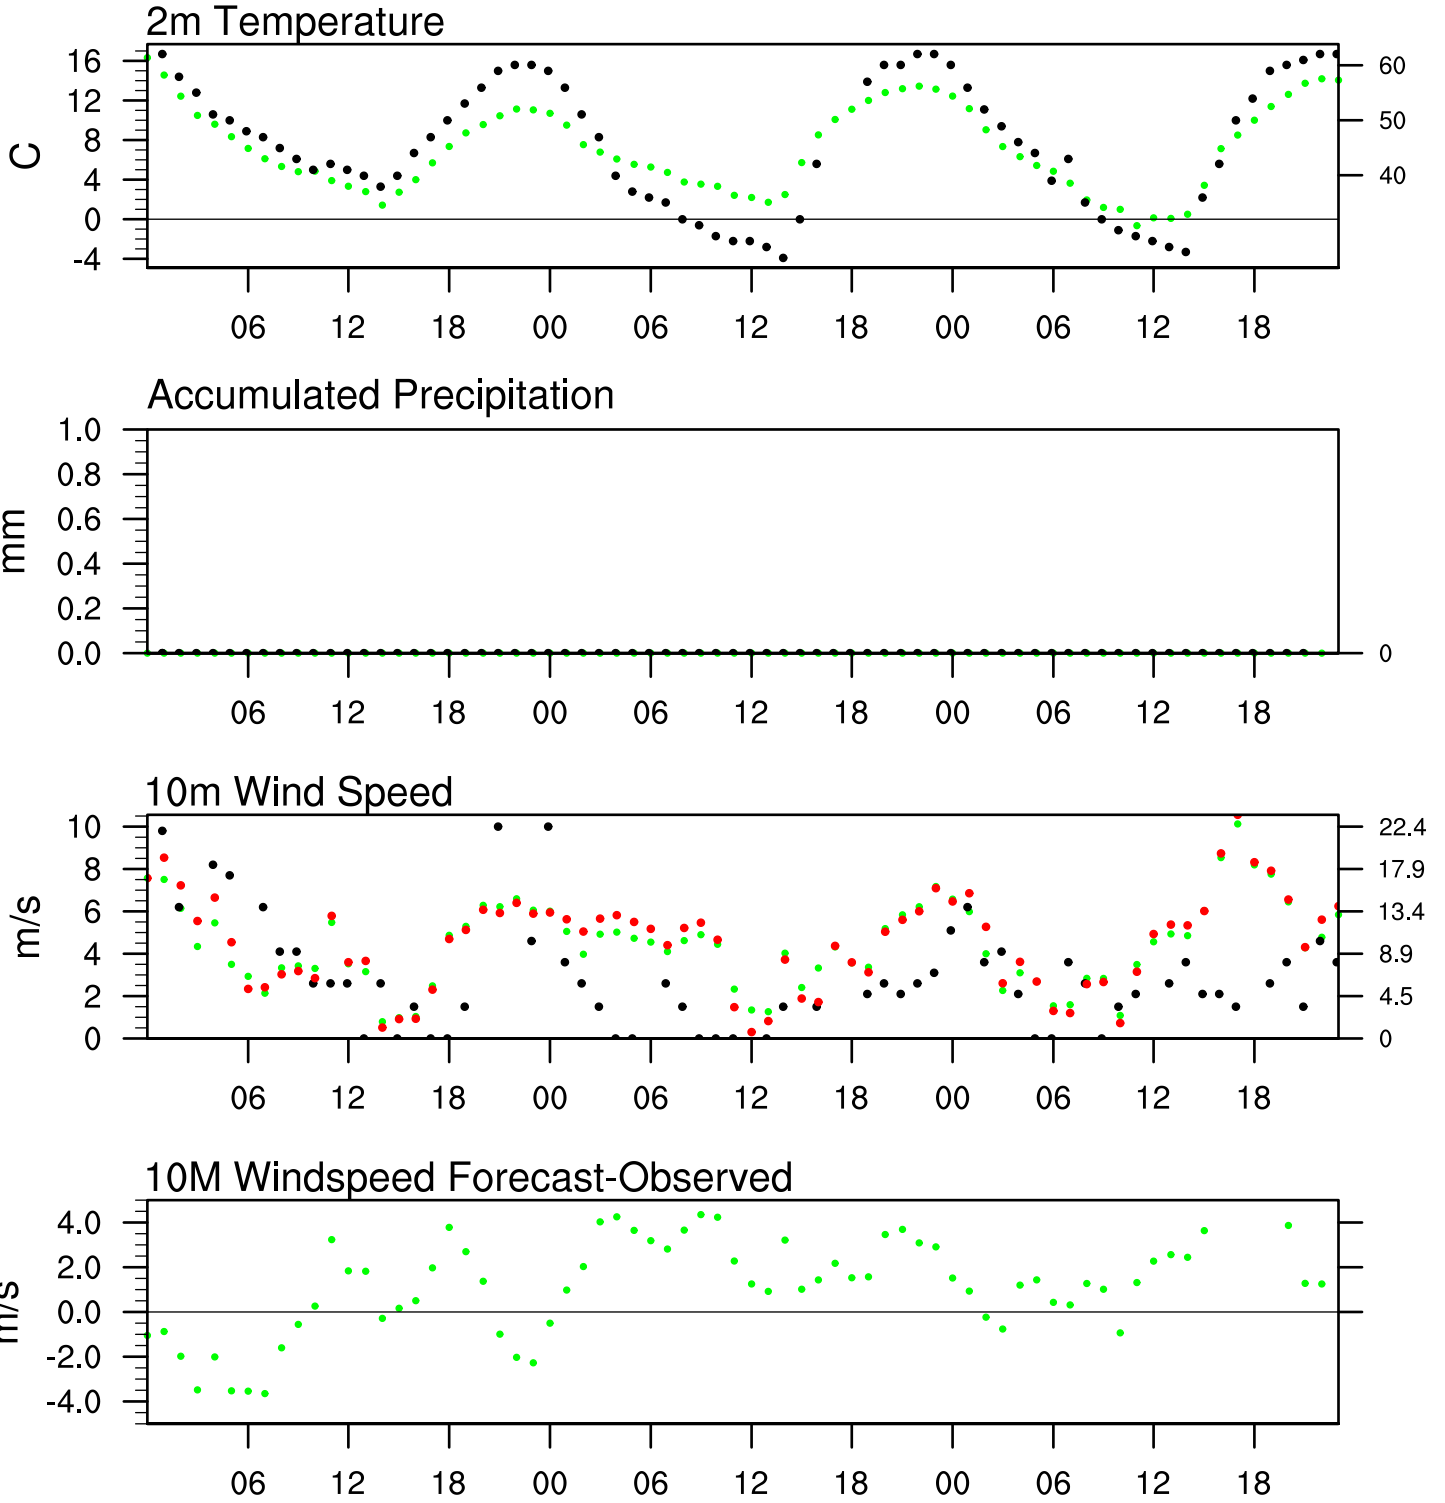 2m Temperature
16
12
8
4
0
-4
C
60
50
40
06 12 18 00 06 12 18 00 06 12 18
Accumulated Precipitation
1.0
0.8
0.6
0.4
0.2
0.0
mm
0
06 12 18 00 06 12 18 00 06 12 18
10m Wind Speed
10
8
6
4
2
0
m/s
22.4
17.9
13.4
8.9
4.5
0
06 12 18 00 06 12 18 00 06 12 18
10M Windspeed Forecast-Observed
4.0
2.0
0.0
-2.0
-4.0
m/s
06 12 18 00 06 12 18 00 06 12 18